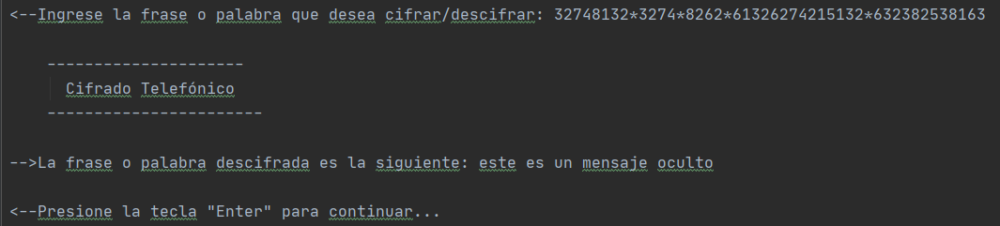 <--Ingrese la frase o palabra que desea cifrar/descifrar: 32748132*3274*8262*61326274215132*632382538163
---------------------
Cifrado Telefónico
-----------------------
-->La frase o palabra descifrada es la siguiente: este es un mensaje oculto
<--Presione la tecla "Enter" para continuar...